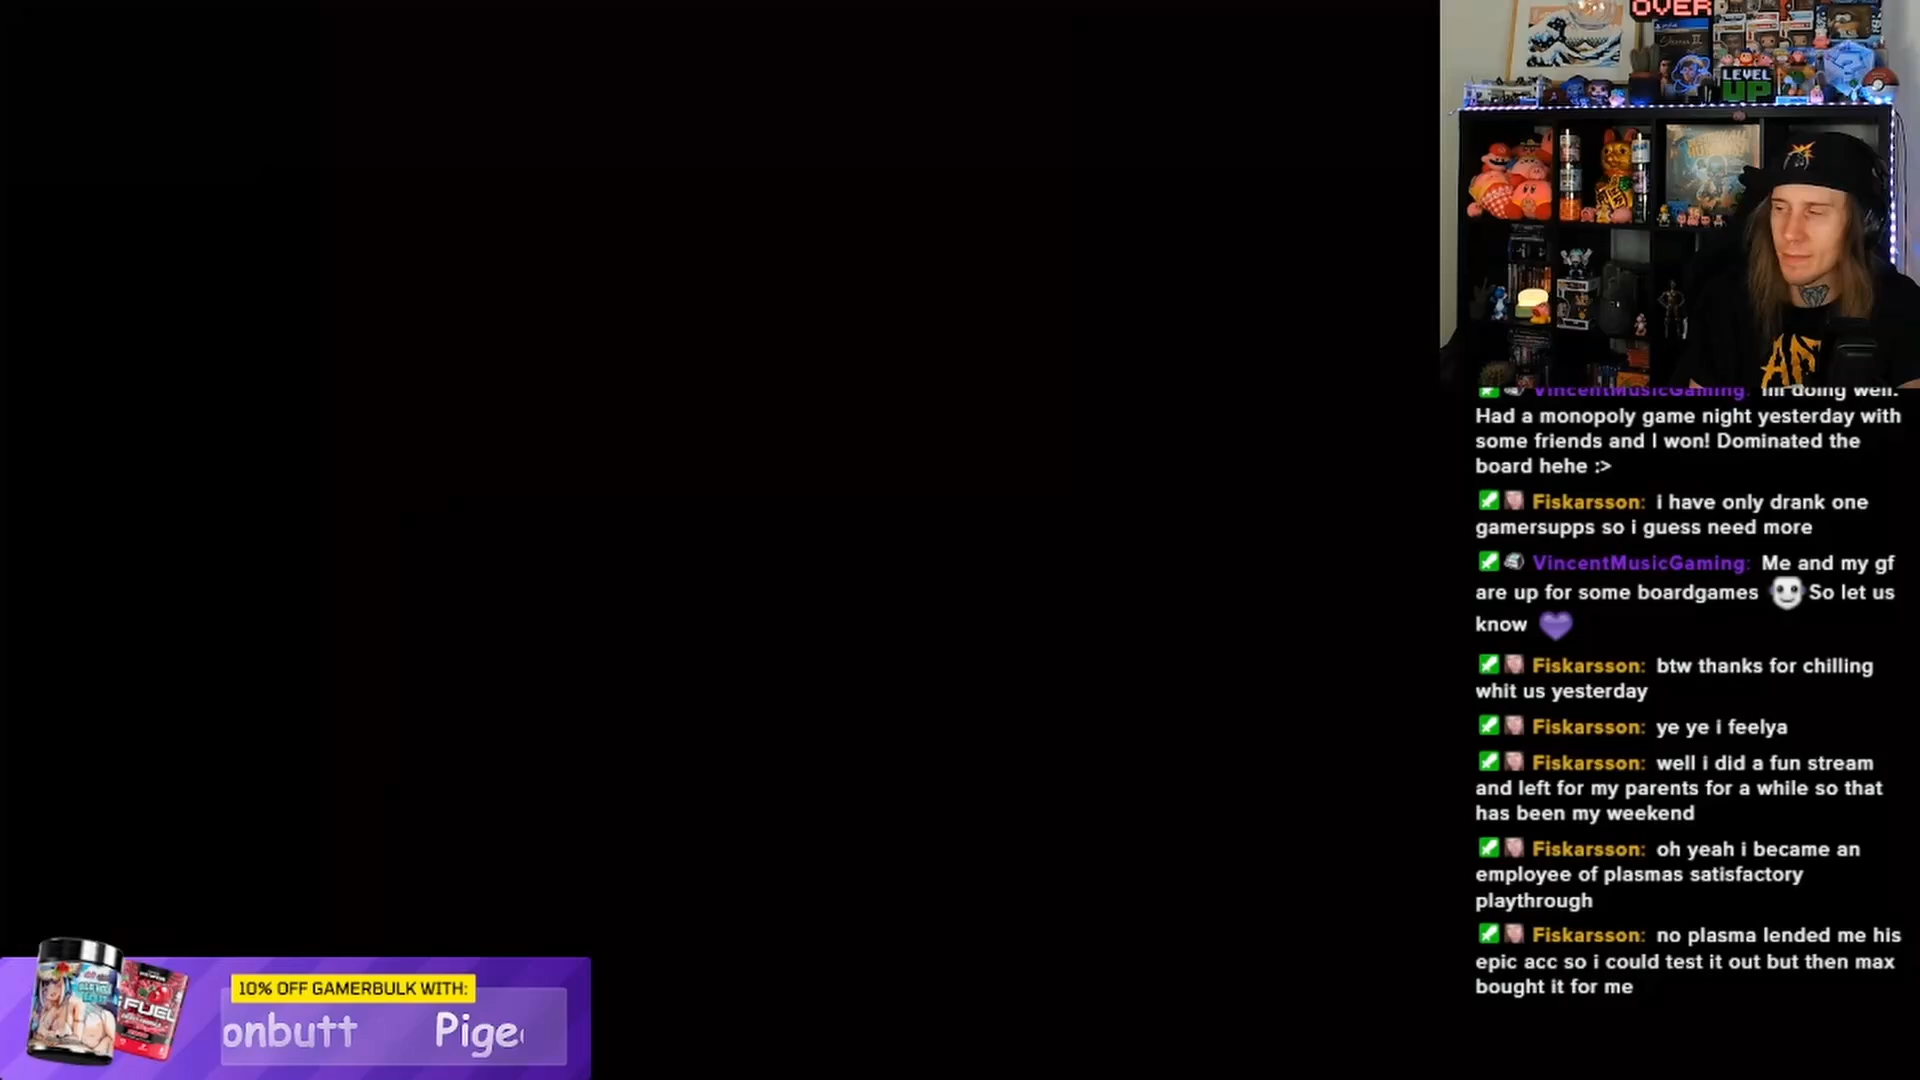 OVER
LEVEL
UP
VincentMusicGaming: Im doing well.
Had a monopoly game night yesterday with
some friends and I won! Dominated the
board hehe :>
Fiskarsson: i have only drank one
gamersupps so i guess need more
VincentMusicGaming: Me and my gf
are up for some boardgames So let us
know
Fiskarsson: btw thanks for chilling
whit us yesterday
Fiskarsson: ye ye i feelya
Fiskarsson: well i did a fun stream
and left for my parents for a while so that
has been my weekend
Fiskarsson: oh yeah i became an
employee of plasmas satisfactory
playthrough
Fiskarsson: no plasma lended me his
epic acc so i could test it out but then max
bought it for me
10% OFF GAMERBULK WITH:
onbutt Pige
FUEL